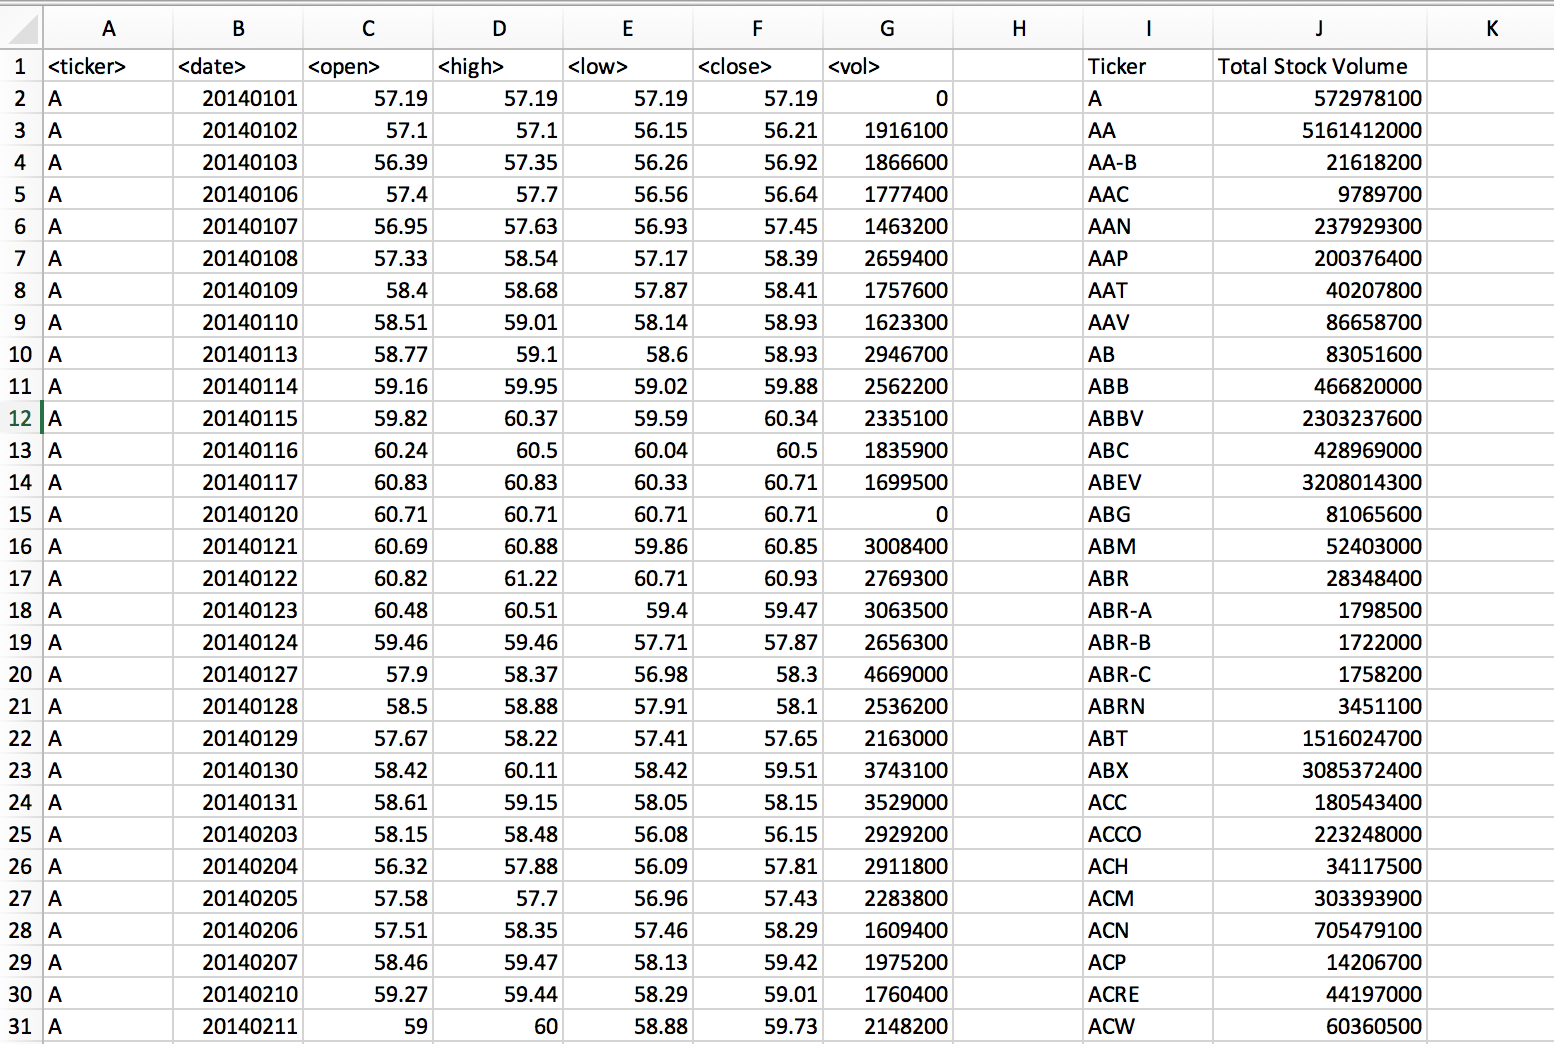 A B C D E F G H I J K
1 <ticker> <date> <open> <high> <low> <close> <vol> Ticker Total Stock Volume
2 A 20140101 57.19 57.19 57.19 57.19 0 A 572978100
3 A 20140102 57.1 57.1 56.15 56.21 1916100 AA 5161412000
4 A 20140103 56.39 57.35 56.26 56.92 1866600 AA-B 21618200
5 A 20140106 57.4 57.7 56.56 56.64 1777400 AAC 9789700
6 A 20140107 56.95 57.63 56.93 57.45 1463200 AAN 237929300
7 A 20140108 57.33 58.54 57.17 58.39 2659400 AAP 200376400
8 A 20140109 58.4 58.68 57.87 58.41 1757600 AAT 40207800
9 A 20140110 58.51 59.01 58.14 58.93 1623300 AAV 86658700
10 A 20140113 58.77 59.1 58.6 58.93 2946700 AB 83051600
11 A 20140114 59.16 59.95 59.02 59.88 2562200 ABB 466820000
12 A 20140115 59.82 60.37 59.59 60.34 2335100 ABBV 2303237600
13 A 20140116 60.24 60.5 60.04 60.5 1835900 ABC 428969000
14 A 20140117 60.83 60.83 60.33 60.71 1699500 ABEV 3208014300
15 A 20140120 60.71 60.71 60.71 60.71 0 ABG 81065600
16 A 20140121 60.69 60.88 59.86 60.85 3008400 ABM 52403000
17 A 20140122 60.82 61.22 60.71 60.93 2769300 ABR 28348400
18 A 20140123 60.48 60.51 59.4 59.47 3063500 ABR-A 1798500
19 A 20140124 59.46 59.46 57.71 57.87 2656300 ABR-B 1722000
20 A 20140127 57.9 58.37 56.98 58.3 4669000 ABR-C 1758200
21 A 20140128 58.5 58.88 57.91 58.1 2536200 ABRN 3451100
22 A 20140129 57.67 58.22 57.41 57.65 2163000 ABT 1516024700
23 A 20140130 58.42 60.11 58.42 59.51 3743100 ABX 3085372400
24 A 20140131 58.61 59.15 58.05 58.15 3529000 ACC 180543400
25 A 20140203 58.15 58.48 56.08 56.15 2929200 ACCO 223248000
26 A 20140204 56.32 57.88 56.09 57.81 2911800 ACH 34117500
27 A 20140205 57.58 57.7 56.96 57.43 2283800 ACM 303393900
28 A 20140206 57.51 58.35 57.46 58.29 1609400 ACN 705479100
29 A 20140207 58.46 59.47 58.13 59.42 1975200 ACP 14206700
30 A 20140210 59.27 59.44 58.29 59.01 1760400 ACRE 44197000
31 A 20140211 59 60 58.88 59.73 2148200 ACW 60360500